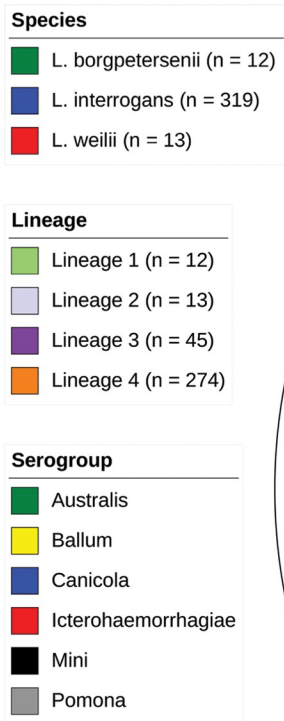 Species
L. borgpetersenii (n = 12)
L. interrogans (n = 319)
L. weilii (n = 13)
Lineage
Lineage 1 (n = 12)
Lineage 2 (n = 13)
Lineage 3 (n = 45)
Lineage 4 (n = 274)
Serogroup
Australis
Ballum
Canicola
Icterohaemorrhagiae
Mini
Pomona